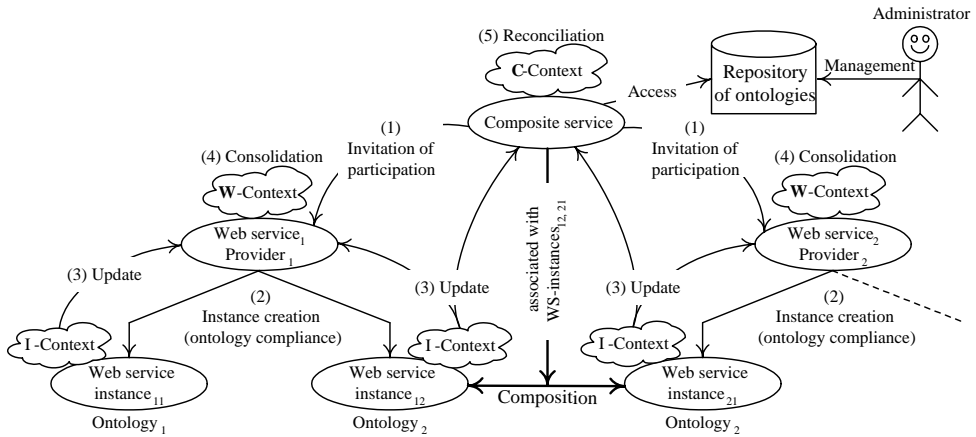 Administrator
(5) Reconciliation
C-Context
Management
Repository
of ontologies
Access
Composite service
(1)
Invitation of
participation
(1)
Invitation of
participation
(4) Consolidation
W-Context
(4) Consolidation
W-Context
Web service1
Provider1
Web service2
Provider2
associated with
WS-instances12, 21
(3) Update
(3) Update
(3) Update
(2)
Instance creation
(ontology compliance)
(2)
Instance creation
(ontology compliance)
I-Context
I-Context
I-Context
Web service
instance11
Web service
instance12
Web service
instance21
Composition
Ontology1
Ontology2
Ontology2